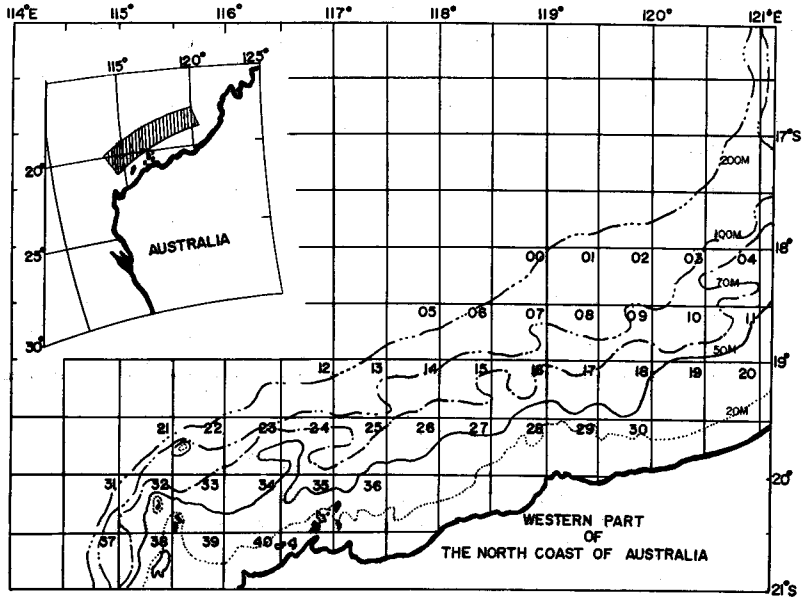 114°E 115° 116° 117° 118° 119° 120° 121°E
115° 120° 125°
20°
25°
30°
AUSTRALIA
17°S
200M
100M
18°
00 01 02 03 04
70M
05 06 07 08 09 10 11
50M
19°
12 13 14 15 16 17 18 19 20
20M
21 22 23 24 25 26 27 28 29 30
20°
31 32 33 34 35 36
37 38 39 40
WESTERN PART
OF
THE NORTH COAST OF AUSTRALIA
21°S